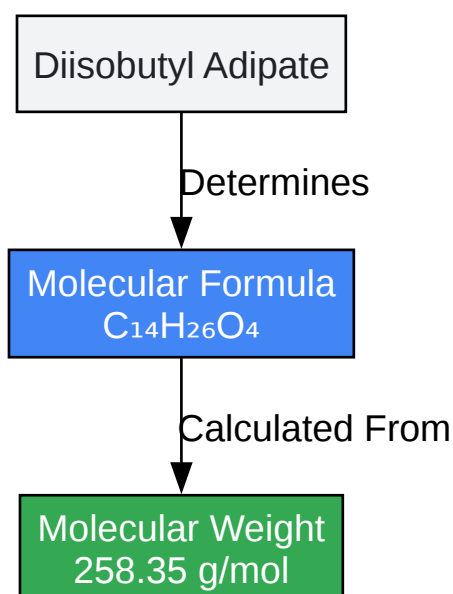 Diisobutyl Adipate
Determines
Molecular Formula
C₁₄H₂₆O₄
Calculated From
Molecular Weight
258.35 g/mol